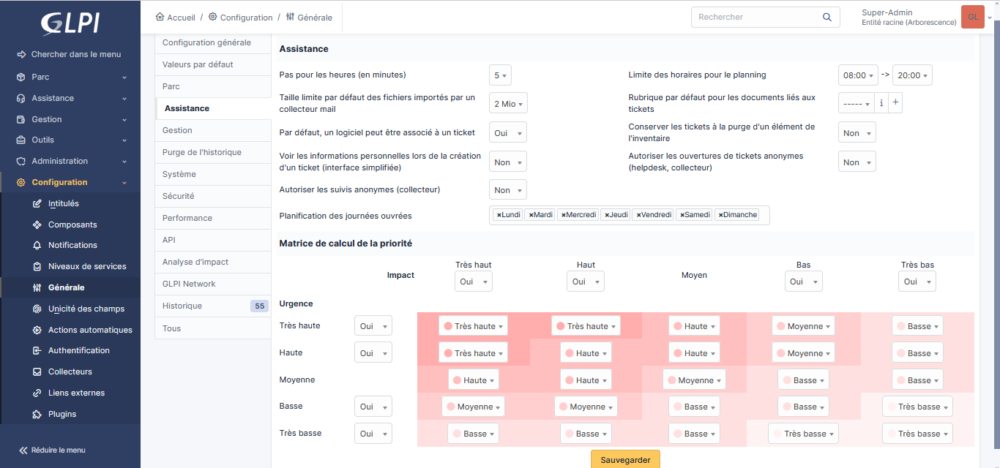 GLPI
Chercher dans le menu
Parc
Assistance
Gestion
Outils
Administration
Configuration
Intitulés
Composants
Notifications
Niveaux de services
Générale
Unicité des champs
Actions automatiques
Authentification
Collecteurs
Liens externes
Plugins
Réduire le menu
Accueil / Configuration / Générale
Rechercher
Super-Admin
Entité racine (Arborescence)
GL
Configuration générale
Valeurs par défaut
Parc
Assistance
Gestion
Purge de l'historique
Système
Sécurité
Performance
API
Analyse d'impact
GLPI Network
Historique 55
Tous
Assistance
Pas pour les heures (en minutes) 5 Limite des horaires pour le planning 08:00 -> 20:00
Taille limite par défaut des fichiers importés par un
collecteur mail 2 Mio
Rubrique par défaut pour les documents liés aux
tickets ----- i +
Par défaut, un logiciel peut être associé à un ticket Oui
Conserver les tickets à la purge d'un élément de
l'inventaire Non
Voir les informations personnelles lors de la création
d'un ticket (interface simplifiée) Non
Autoriser les ouvertures de tickets anonymes
(helpdesk, collecteur) Non
Autoriser les suivis anonymes (collecteur) Non
Planification des journées ouvrées ×Lundi ×Mardi ×Mercredi ×Jeudi ×Vendredi ×Samedi ×Dimanche
Matrice de calcul de la priorité
Très haut Haut Bas Très bas
Impact Moyen
Oui Oui Oui Oui
Urgence
Très haute Oui Très haute Très haute Haute Moyenne Basse
Haute Oui Très haute Haute Haute Moyenne Basse
Moyenne Haute Haute Moyenne Basse Basse
Basse Oui Moyenne Moyenne Basse Basse Très basse
Très basse Oui Basse Basse Basse Très basse Très basse
Sauvegarder